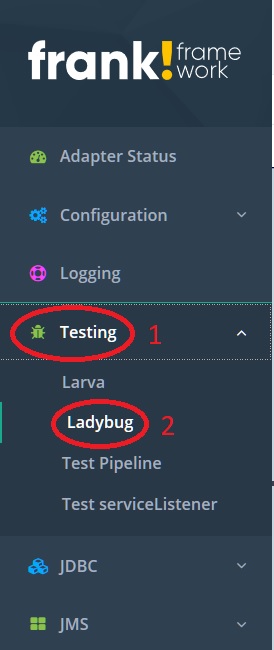 frank!frame
work
Adapter Status
Configuration
Logging
Testing 1
Larva
Ladybug 2
Test Pipeline
Test serviceListener
JDBC
JMS